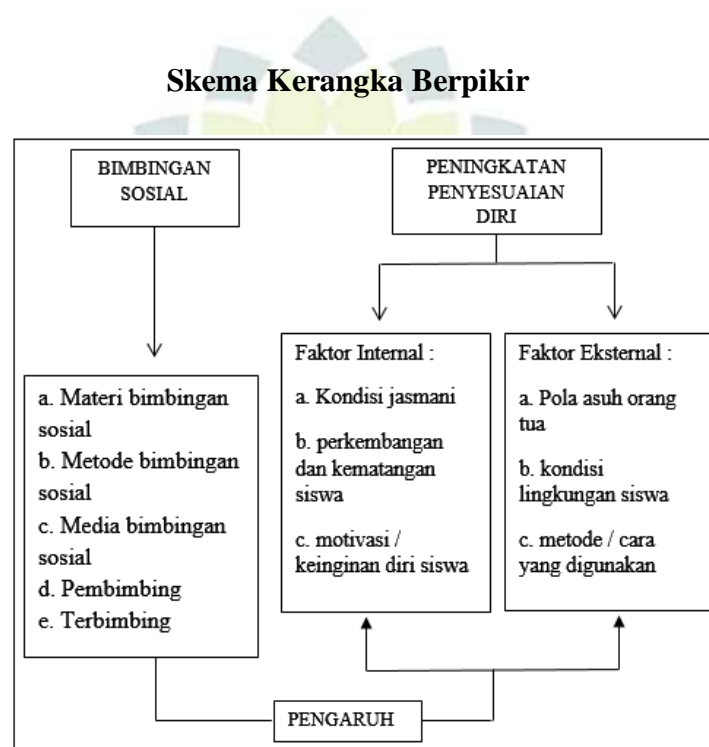 Skema Kerangka Berpikir
BIMBINGAN
SOSIAL
PENINGKATAN
PENYESUAIAN
DIRI
a. Materi bimbingan
sosial
b. Metode bimbingan
sosial
c. Media bimbingan
sosial
d. Pembimbing
e. Terbimbing
Faktor Internal :
a. Kondisi jasmani
b. perkembangan
dan kematangan
siswa
c. motivasi /
keinginan diri siswa
Faktor Eksternal :
a. Pola asuh orang
tua
b. kondisi
lingkungan siswa
c. metode / cara
yang digunakan
PENGARUH